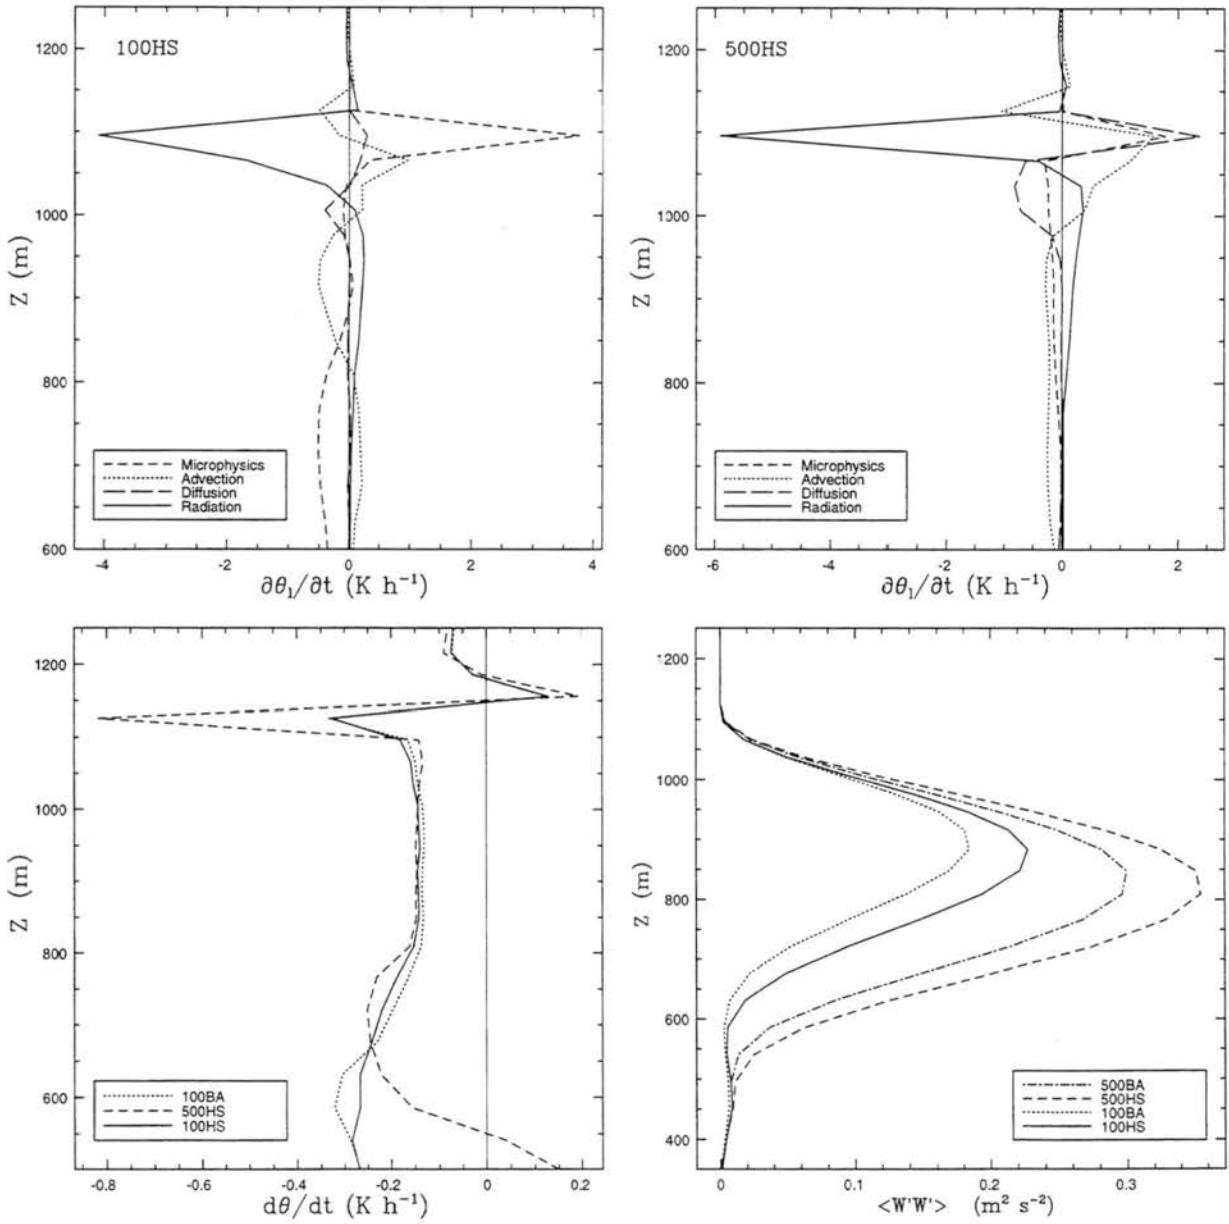 100HS
1200
1000
800
600
Z (m)
-4
-2
0
2
4
∂θ₁/∂t (K h⁻¹)
Microphysics
Advection
Diffusion
Radiation
500HS
1200
1000
800
600
Z (m)
-6
-4
-2
0
2
∂θ₁/∂t (K h⁻¹)
Microphysics
Advection
Diffusion
Radiation
1200
1000
800
600
Z (m)
-0.8
-0.6
-0.4
-0.2
0
0.2
dθ/dt (K h⁻¹)
100BA
500HS
100HS
1200
1000
800
600
400
Z (m)
0
0.1
0.2
0.3
<W'W'> (m² s⁻²)
500BA
500HS
100BA
100HS